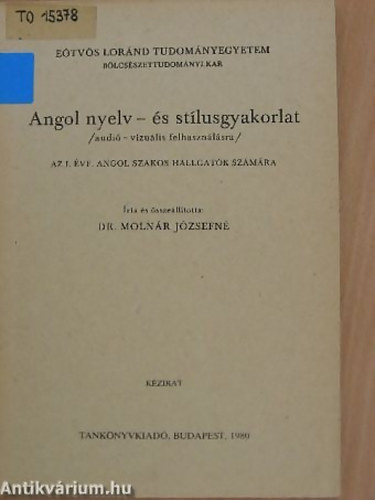 TO 15378
EÖTVÖS LORÁND TUDOMÁNYEGYETEM
BÖLCSÉSZETTUDOMÁNYI KAR
Angol nyelv - és stílusgyakorlat
/audió - vizuális felhasználásra/
AZ I. ÉVF. ANGOL SZAKOS HALLGATÓK SZÁMÁRA
Írta és összeállította:
DR. MOLNÁR JÓZSEFNÉ
KÉZIRAT
TANKÖNYVKIADÓ, BUDAPEST, 1980
Antikvárium.hu